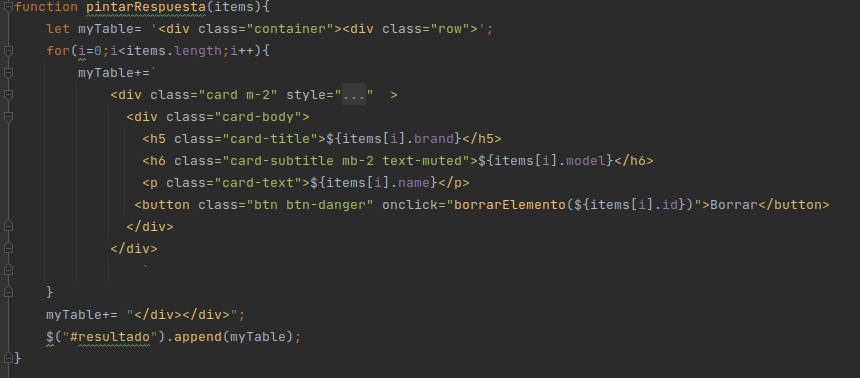 function pintarRespuesta(items){
    let myTable= '<div class="container"><div class="row">';
    for(i=0;i<items.length;i++){
        myTable+=`
            <div class="card m-2" style="..."  >
              <div class="card-body">
                <h5 class="card-title">${items[i].brand}</h5>
                <h6 class="card-subtitle mb-2 text-muted">${items[i].model}</h6>
                <p class="card-text">${items[i].name}</p>
               <button class="btn btn-danger" onclick="borrarElemento(${items[i].id})">Borrar</button>
              </div>
            </div>
                `
    }
    myTable+= "</div></div>";
    $("#resultado").append(myTable);
}